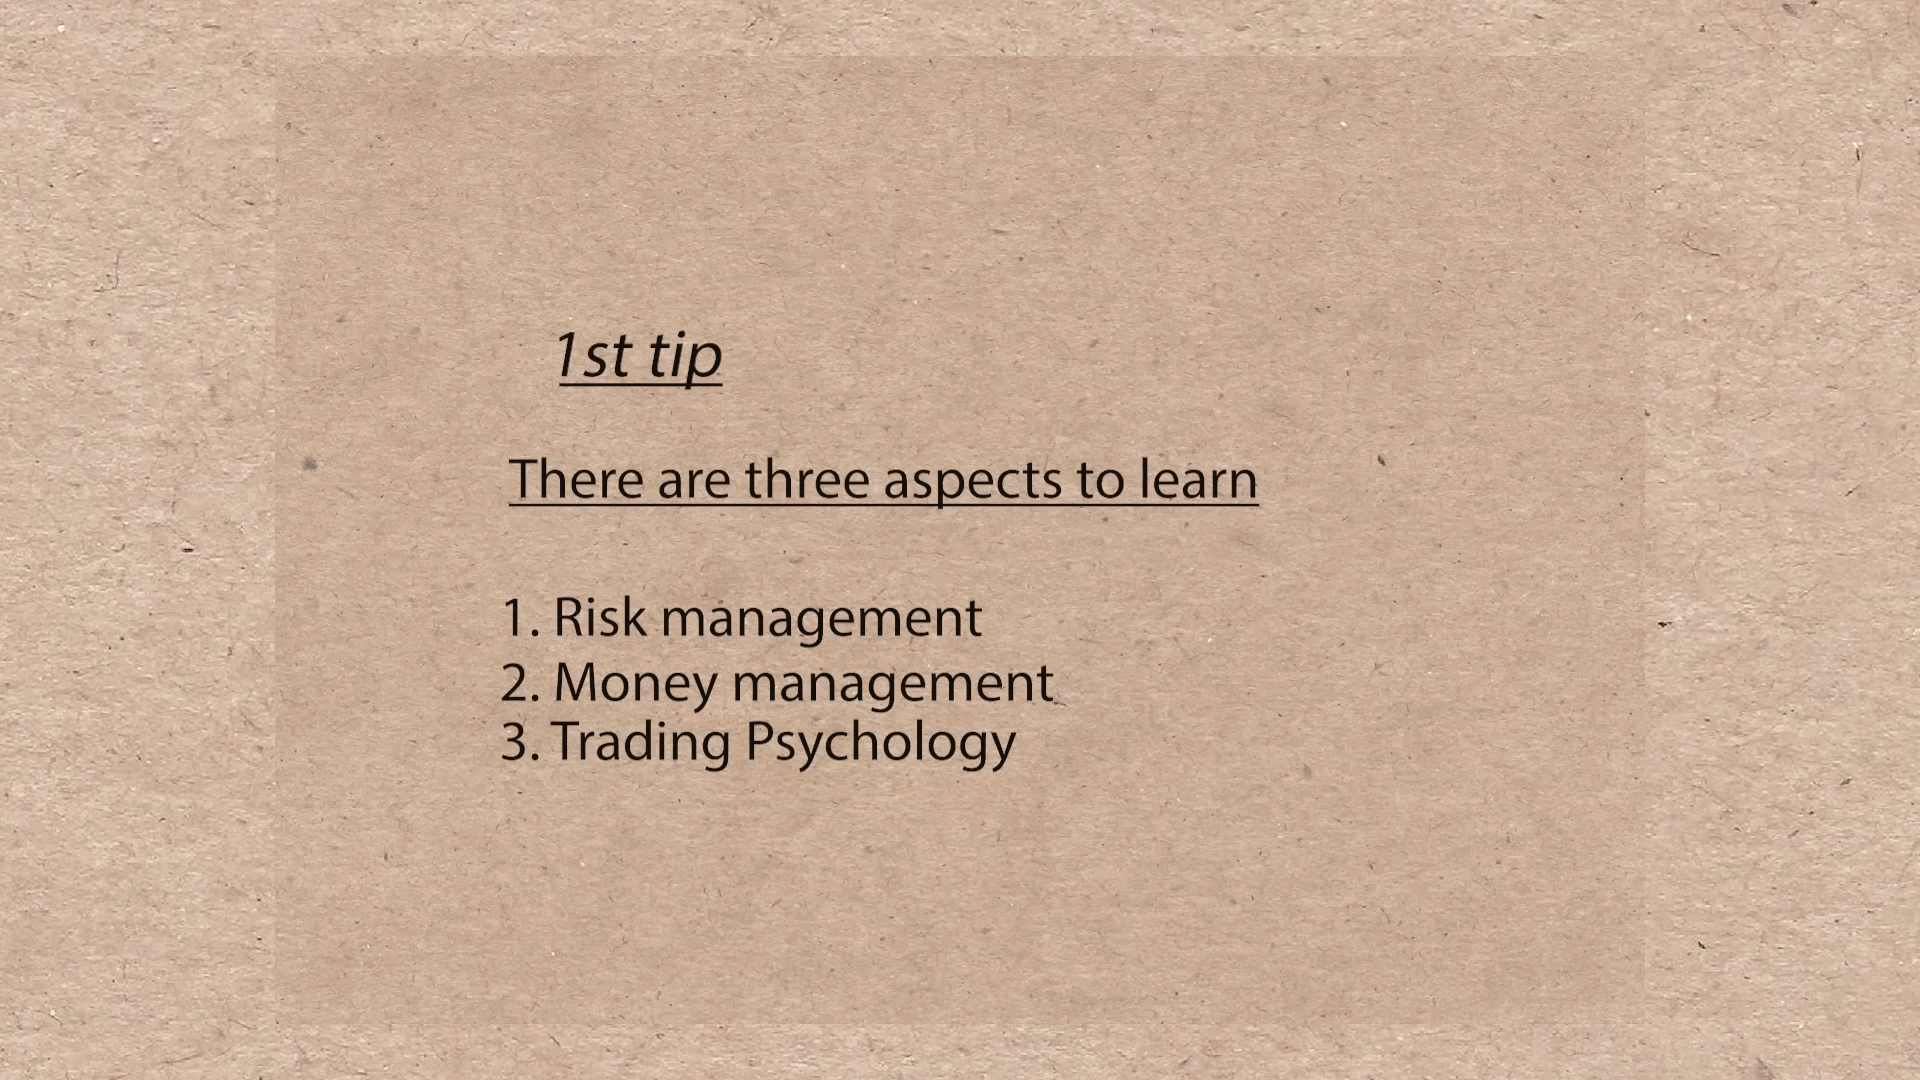 1st tip
There are three aspects to learn
1. Risk management
2. Money management
3. Trading Psychology